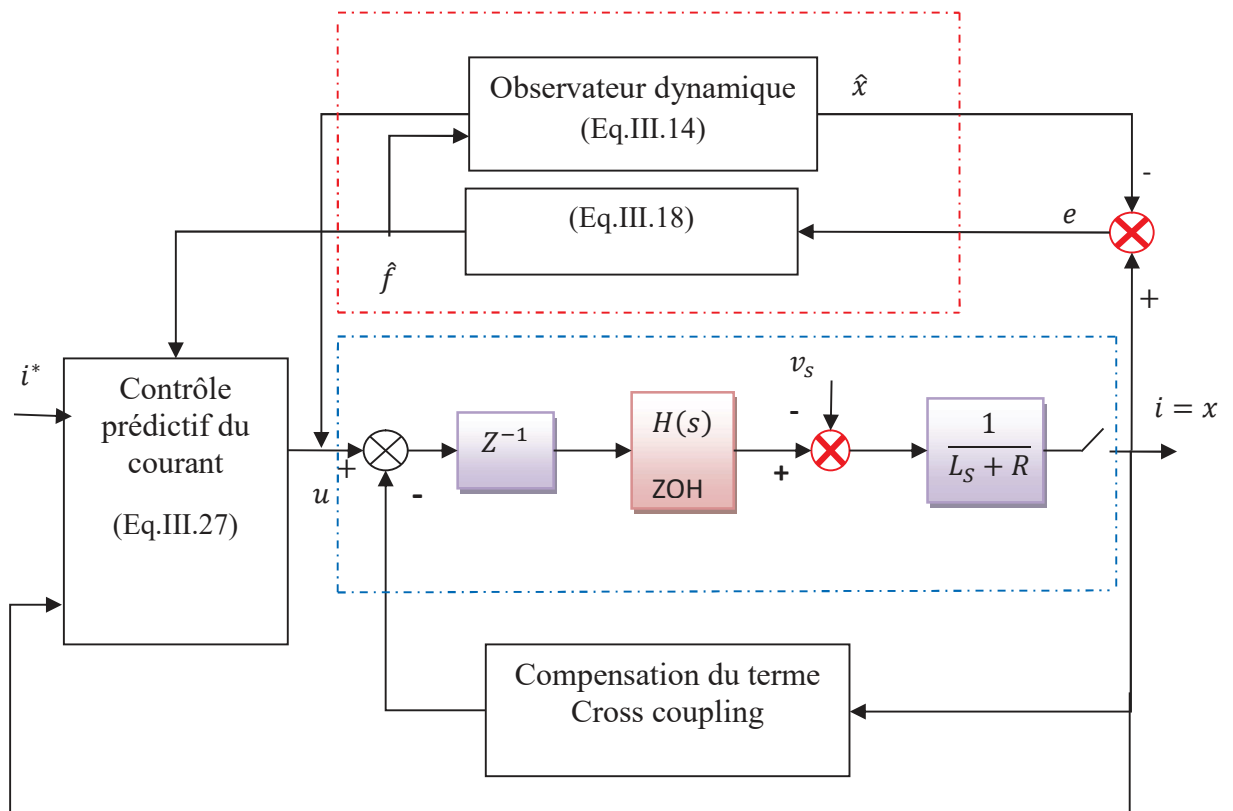 Observateur dynamique
(Eq.III.14)
x̂
-
(Eq.III.18)
e
f̂
+
i*
Contrôle
prédictif du
courant
(Eq.III.27)
u
+
-
Z⁻¹
H(s)
ZOH
v_s
-
+
1
L_S + R
i = x
Compensation du terme
Cross coupling